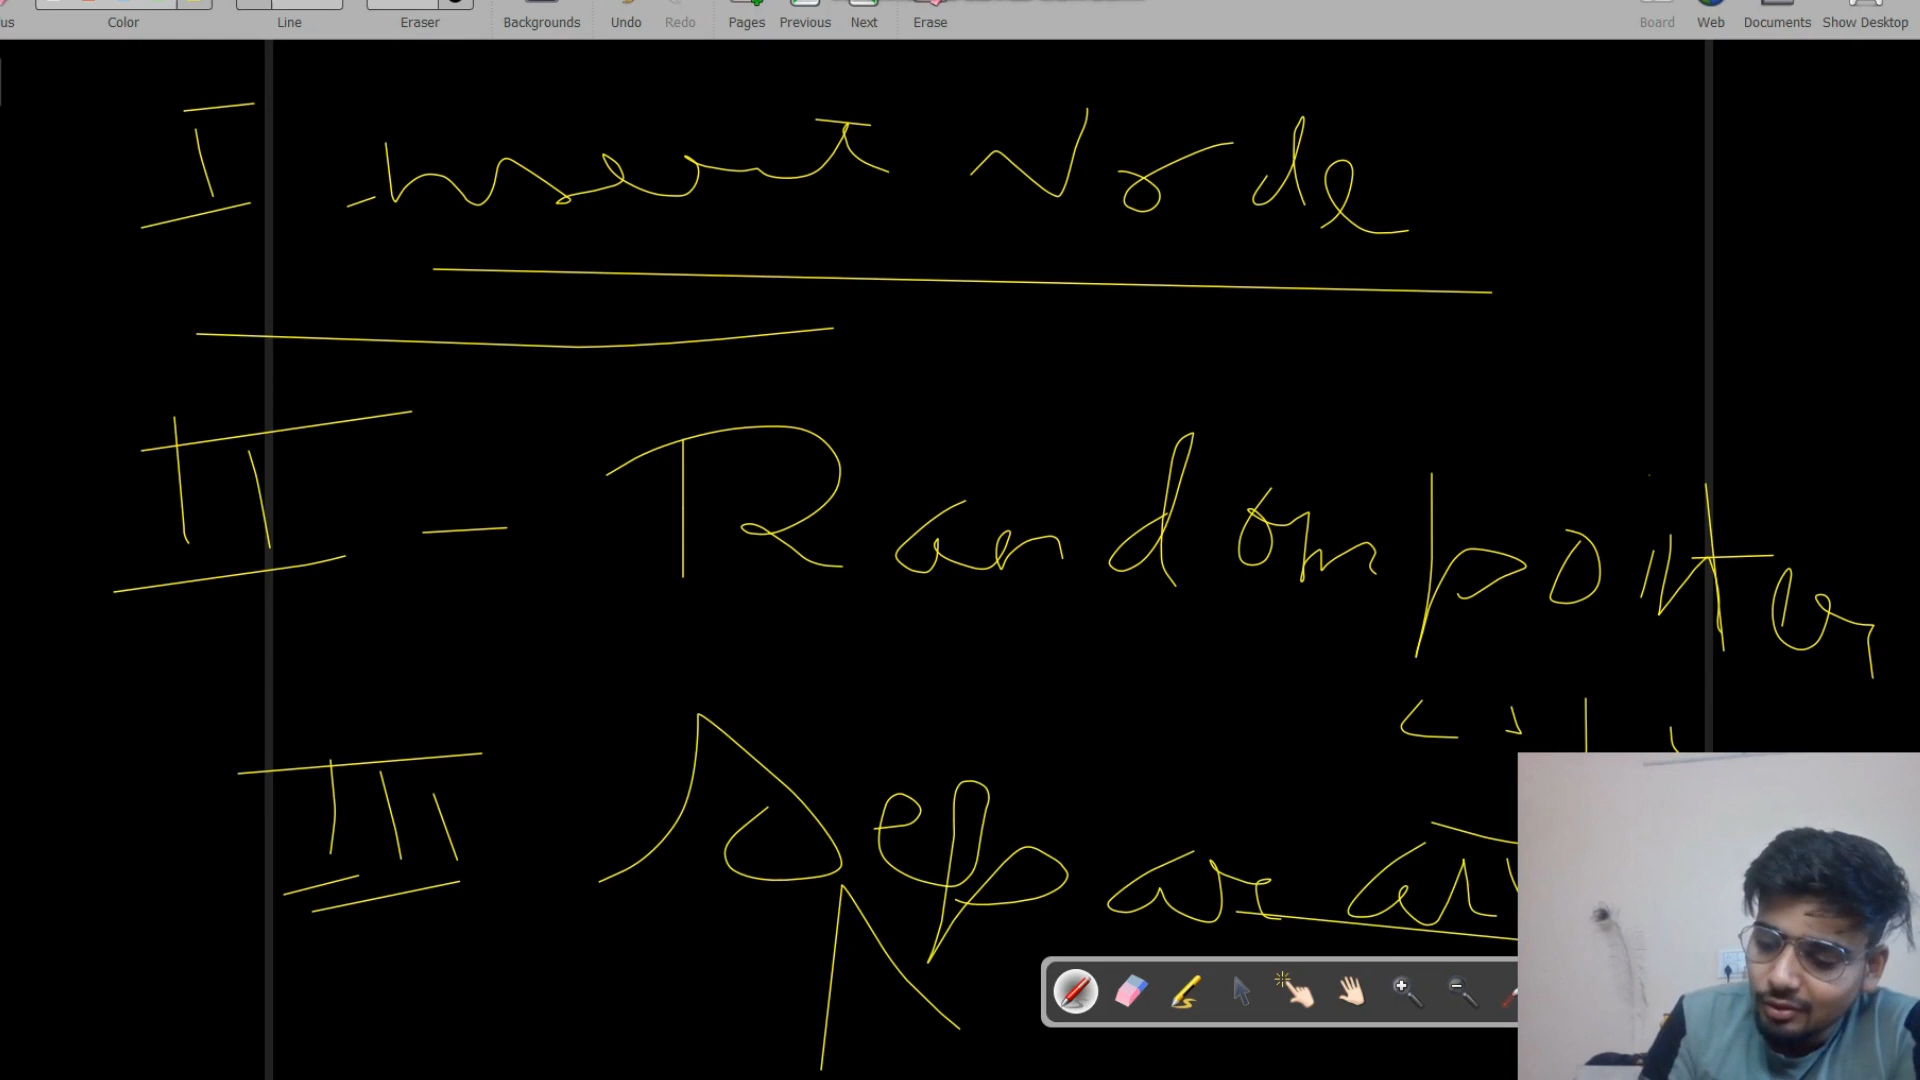 Color Line Eraser Backgrounds Undo Redo Pages Previous Next Erase Board Web Documents Show Desktop
I - Insert Node
II - Random pointer
III Separate